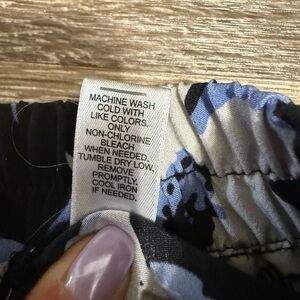 MACHINE WASH
COLD WITH
LIKE COLORS.
ONLY
NON-CHLORINE
BLEACH
WHEN NEEDED.
TUMBLE DRY LOW.
REMOVE
PROMPTLY.
COOL IRON
IF NEEDED.